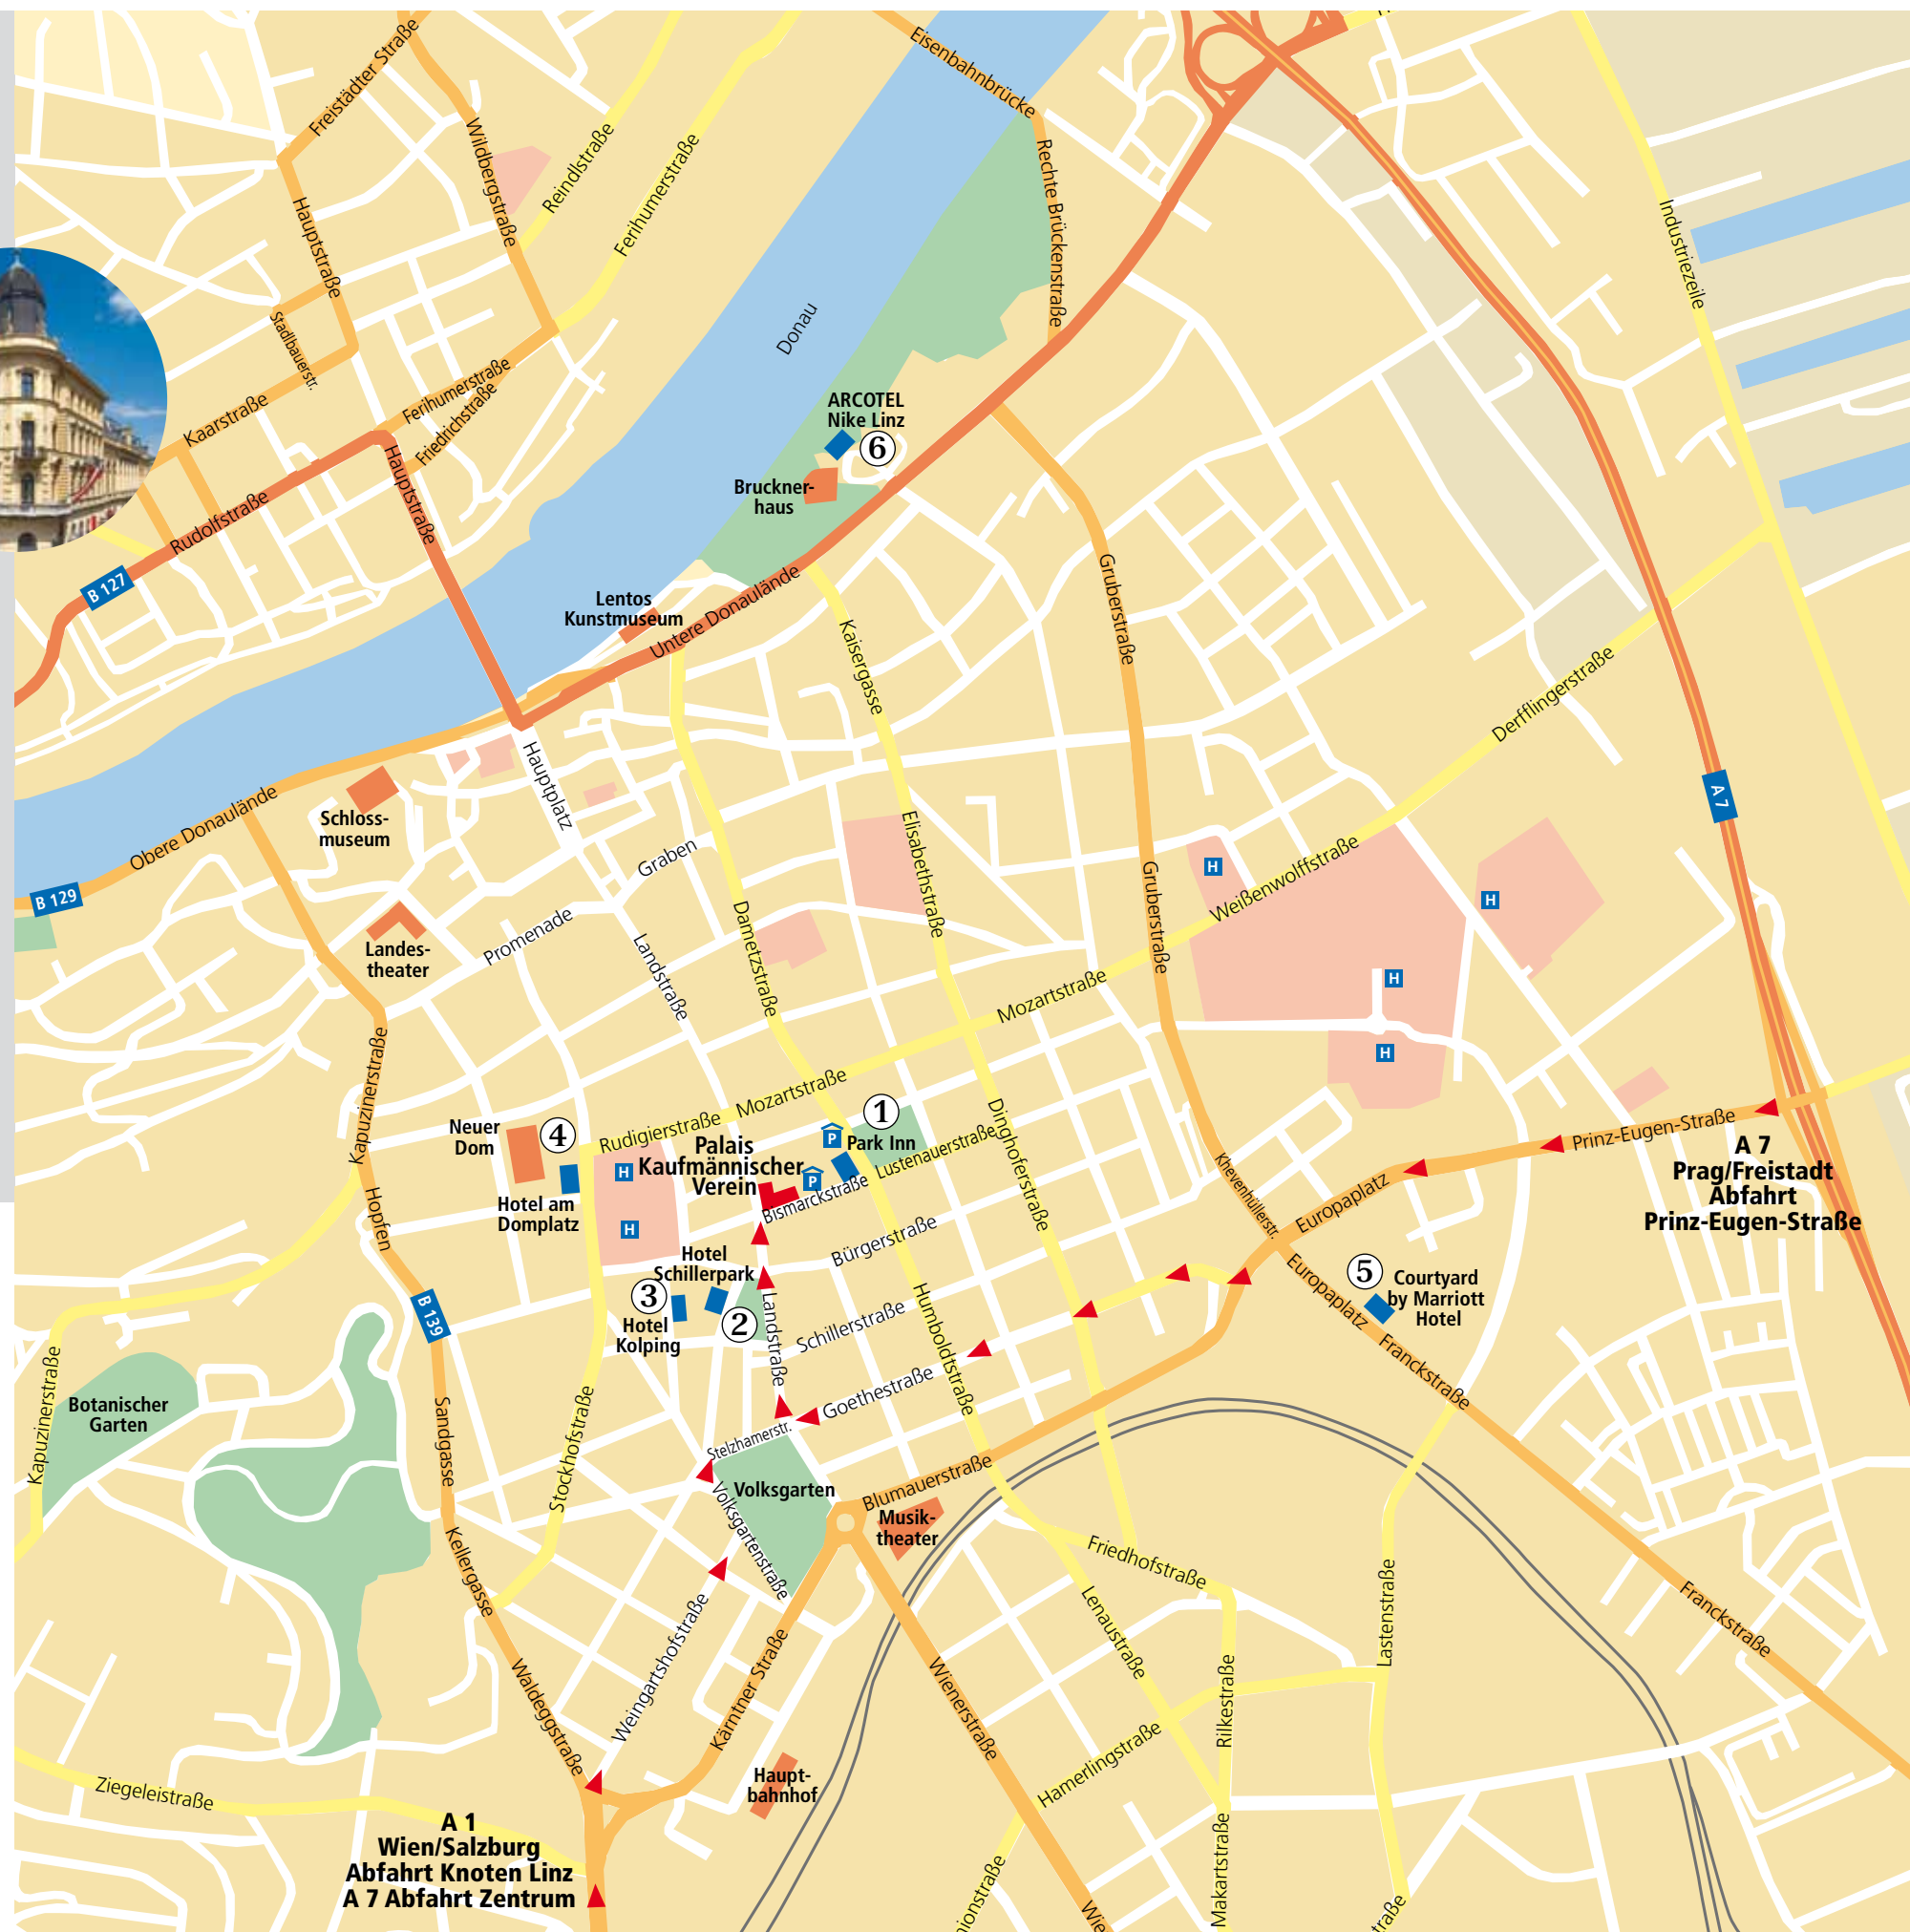 Freistädter Straße
Wildbergstraße
Reindlstraße
Ferihumerstraße
Eisenbahnbrücke
Rechte Brückenstraße
Industriezeile
Hauptstraße
Stadlbauerstr.
Donau
Kaarstraße
Ferihumerstraße
Friedrichstraße
Hauptstraße
Rudolfstraße
B 127
ARCOTEL
Nike Linz
6
Bruckner-
haus
Lentos
Kunstmuseum
Untere Donaulände
Kaisergasse
Gruberstraße
Derfflingerstraße
A 7
Hauptplatz
Schloss-
museum
Obere Donaulände
B 129
Graben
Promenade
Landes-
theater
Landstraße
Dametzstraße
Elisabethstraße
Gruberstraße
Weißenwolffstraße
H
H
H
H
Mozartstraße
Kapuzinerstraße
Mozartstraße
Rudigierstraße
Neuer
Dom
4
Hotel am
Domplatz
H
H
Palais
Kaufmännischer
Verein
P
P
1
Park Inn
Lustenauerstraße
Bismarckstraße
Dinghoferstraße
Khevenhüllerstr.
Europaplatz
Prinz-Eugen-Straße
A 7
Prag/Freistadt
Abfahrt
Prinz-Eugen-Straße
Hopfen
B 139
Bürgerstraße
Hotel
Schillerpark
3
Hotel
Kolping
2
Landstraße
Schillerstraße
Humboldtstraße
Goethestraße
Europaplatz
5
Courtyard
by Marriott
Hotel
Franckstraße
Kapuzinerstraße
Botanischer
Garten
Sandgasse
Stockhofstraße
Stelzhamerstr.
Volksgarten
Volksgartenstraße
Blumauerstraße
Musik-
theater
Kellergasse
Friedhofstraße
Lenaustraße
Lastenstraße
Franckstraße
Weingartshofstraße
Waldeggstraße
Kärntner Straße
Wienerstraße
Rilkestraße
Hamerlingstraße
Haupt-
bahnhof
Ziegeleistraße
A 1
Wien/Salzburg
Abfahrt Knoten Linz
A 7 Abfahrt Zentrum
Makartstraße
ionstraße
Wie
traße